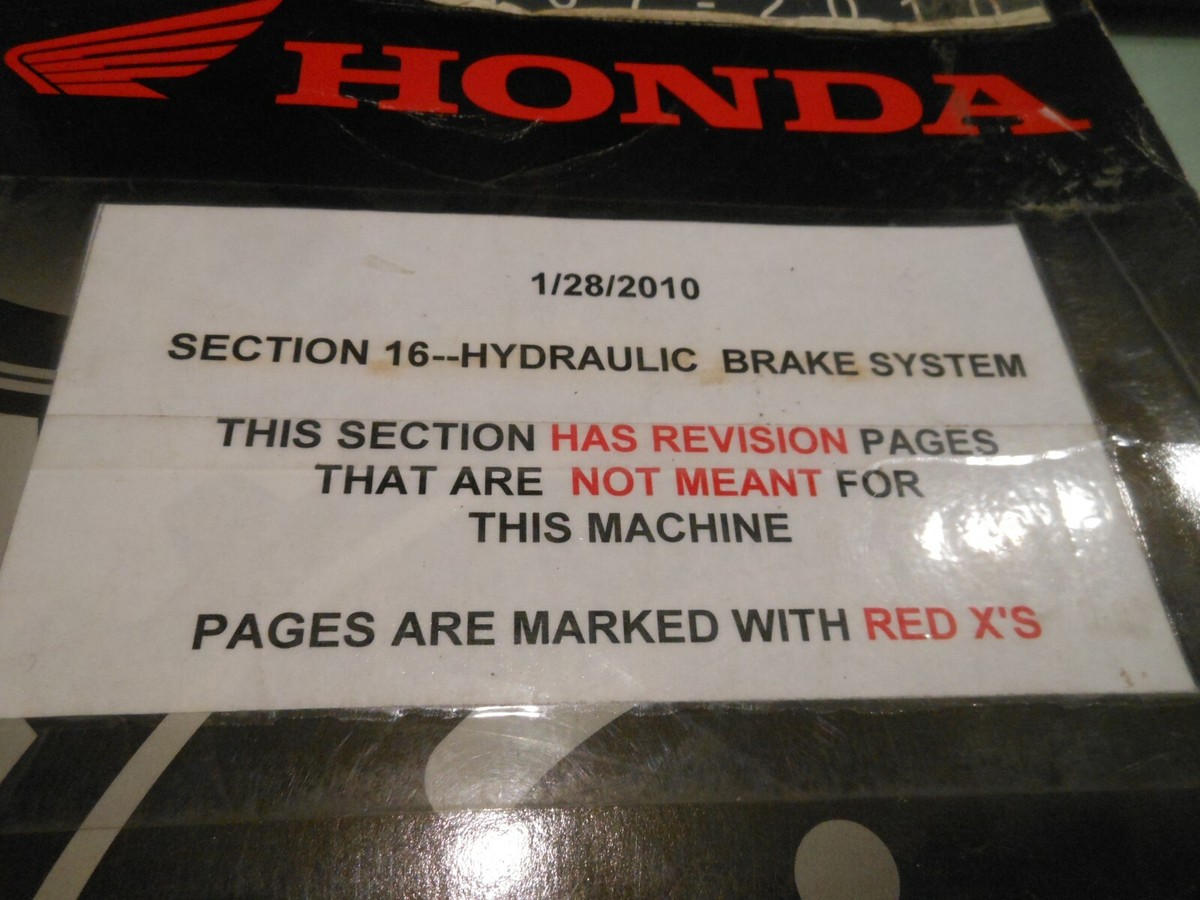 HONDA
1/28/2010
SECTION 16--HYDRAULIC BRAKE SYSTEM
THIS SECTION HAS REVISION PAGES
THAT ARE NOT MEANT FOR
THIS MACHINE
PAGES ARE MARKED WITH RED X'S